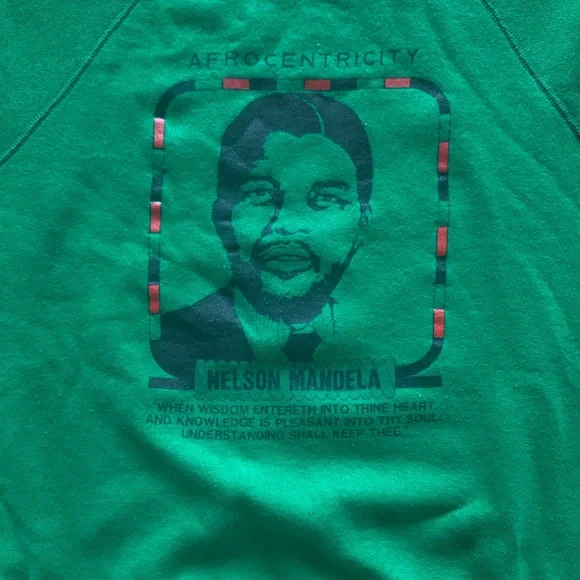 AFROCENTRICITY
NELSON MANDELA
"WHEN WISDOM ENTERETH INTO THINE HEART,
AND KNOWLEDGE IS PLEASANT INTO THY SOUL:
UNDERSTANDING SHALL KEEP THEE."